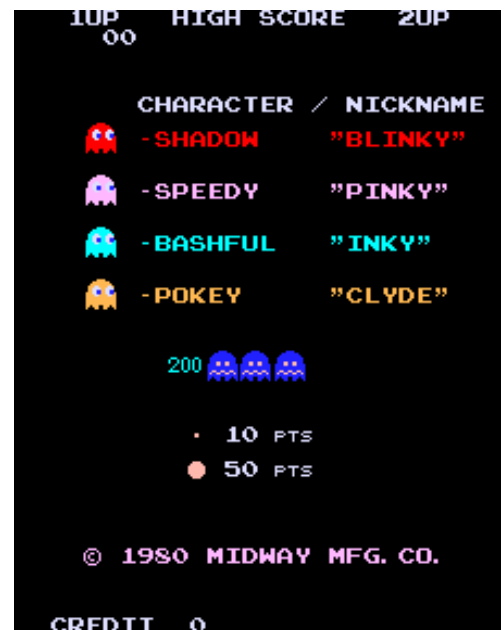 1UP HIGH SCORE 2UP
00
CHARACTER / NICKNAME
-SHADOW "BLINKY"
-SPEEDY "PINKY"
-BASHFUL "INKY"
-POKEY "CLYDE"
200
10 PTS
50 PTS
© 1980 MIDWAY MFG. CO.
CREDIT 0